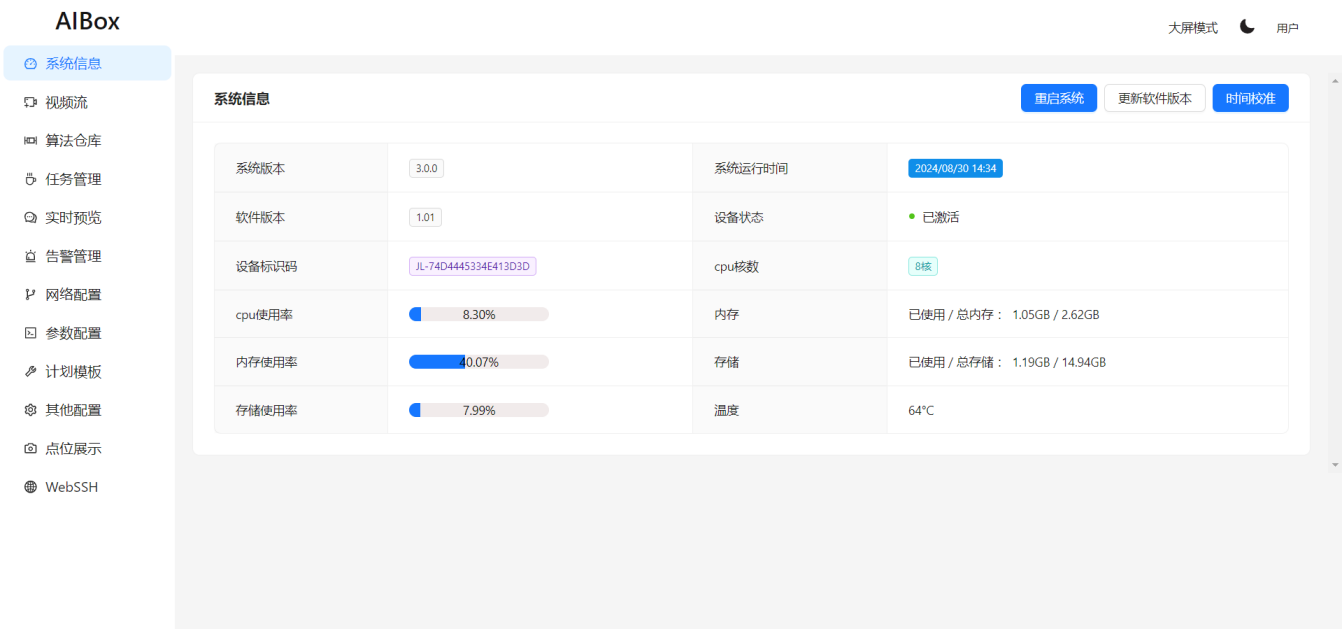 AIBox
大屏模式 用户
系统信息
视频流
算法仓库
任务管理
实时预览
告警管理
网络配置
参数配置
计划模板
其他配置
点位展示
WebSSH
系统信息 重启系统 更新软件版本 时间校准
系统版本 3.0.0 系统运行时间 2024/08/30 14:34
软件版本 1.01 设备状态 已激活
设备标识码 JL-74D4445334E413D3D cpu核数 8核
cpu使用率 8.30% 内存 已使用 / 总内存： 1.05GB / 2.62GB
内存使用率 40.07% 存储 已使用 / 总存储： 1.19GB / 14.94GB
存储使用率 7.99% 温度 64°C